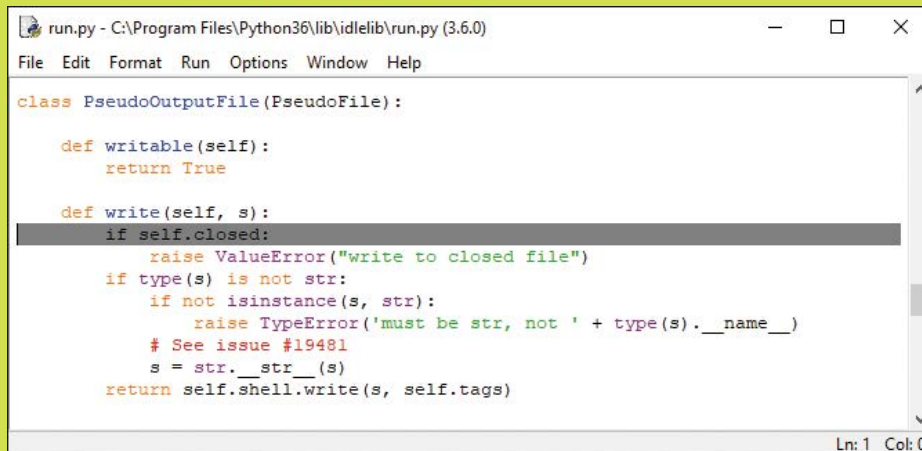 run.py - C:\Program Files\Python36\lib\idlelib\run.py (3.6.0)
File Edit Format Run Options Window Help
class PseudoOutputFile(PseudoFile):
    def writable(self):
        return True
    def write(self, s):
        if self.closed:
            raise ValueError("write to closed file")
        if type(s) is not str:
            if not isinstance(s, str):
                raise TypeError('must be str, not ' + type(s).__name__)
            # See issue #19481
            s = str.__str__(s)
        return self.shell.write(s, self.tags)
Ln: 1 Col: 0